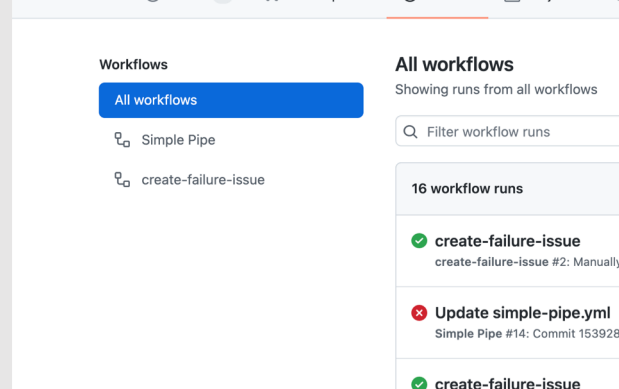 Workflows
All workflows
Simple Pipe
create-failure-issue
All workflows
Showing runs from all workflows
Filter workflow runs
16 workflow runs
create-failure-issue
create-failure-issue #2: Manually
Update simple-pipe.yml
Simple Pipe #14: Commit 153928
create-failure-issue